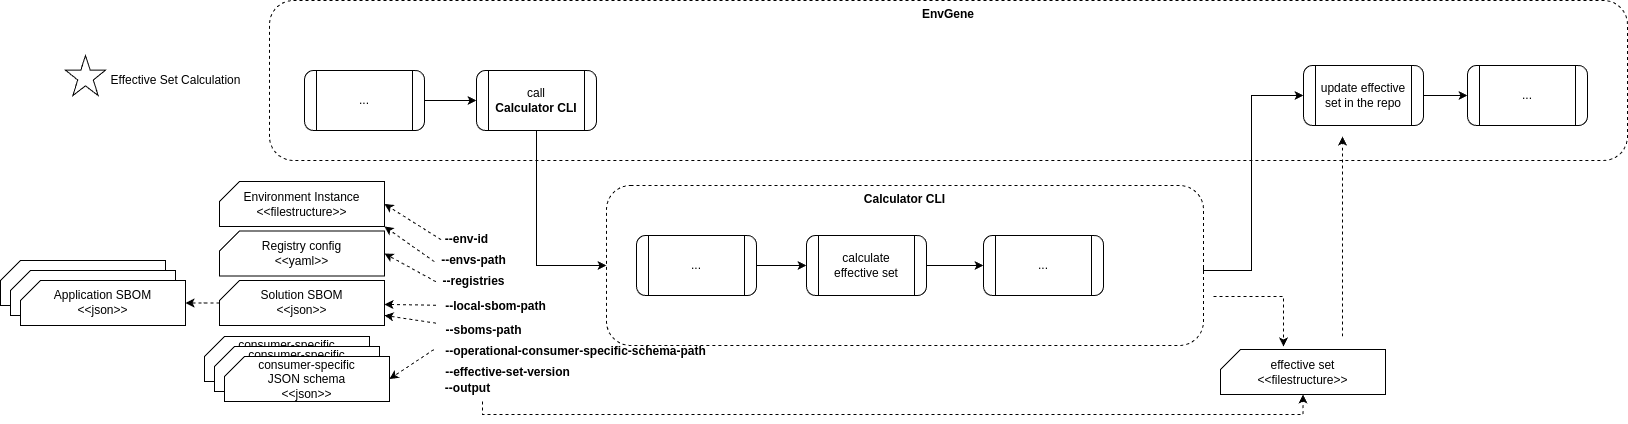 EnvGene
Effective Set Calculation
...
call
Calculator CLI
update effective
set in the repo
...
Environment Instance
<<filestructure>>
Registry config
<<yaml>>
Application SBOM
<<json>>
Solution SBOM
<<json>>
consumer-specific
consumer-specific
consumer-specific
JSON schema
<<json>>
--env-id
--envs-path
--registries
--local-sbom-path
--sboms-path
--operational-consumer-specific-schema-path
--effective-set-version
--output
Calculator CLI
...
calculate
effective set
...
effective set
<<filestructure>>